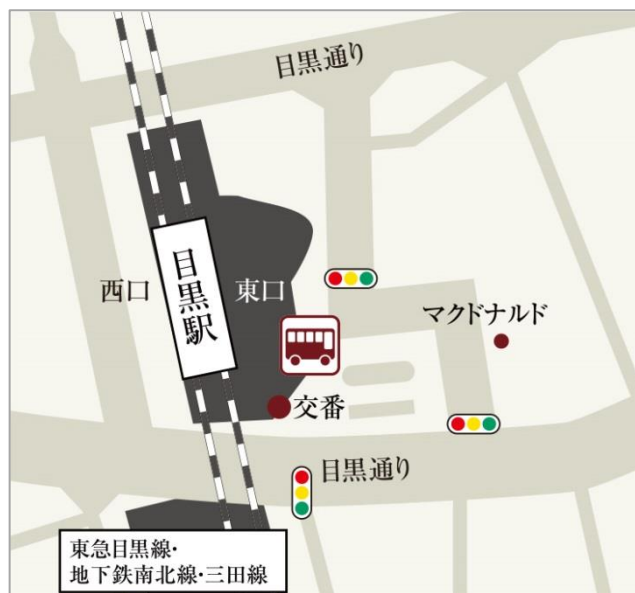 目黒通り
西口
目黒駅
東口
マクドナルド
交番
目黒通り
東急目黒線・
地下鉄南北線・三田線